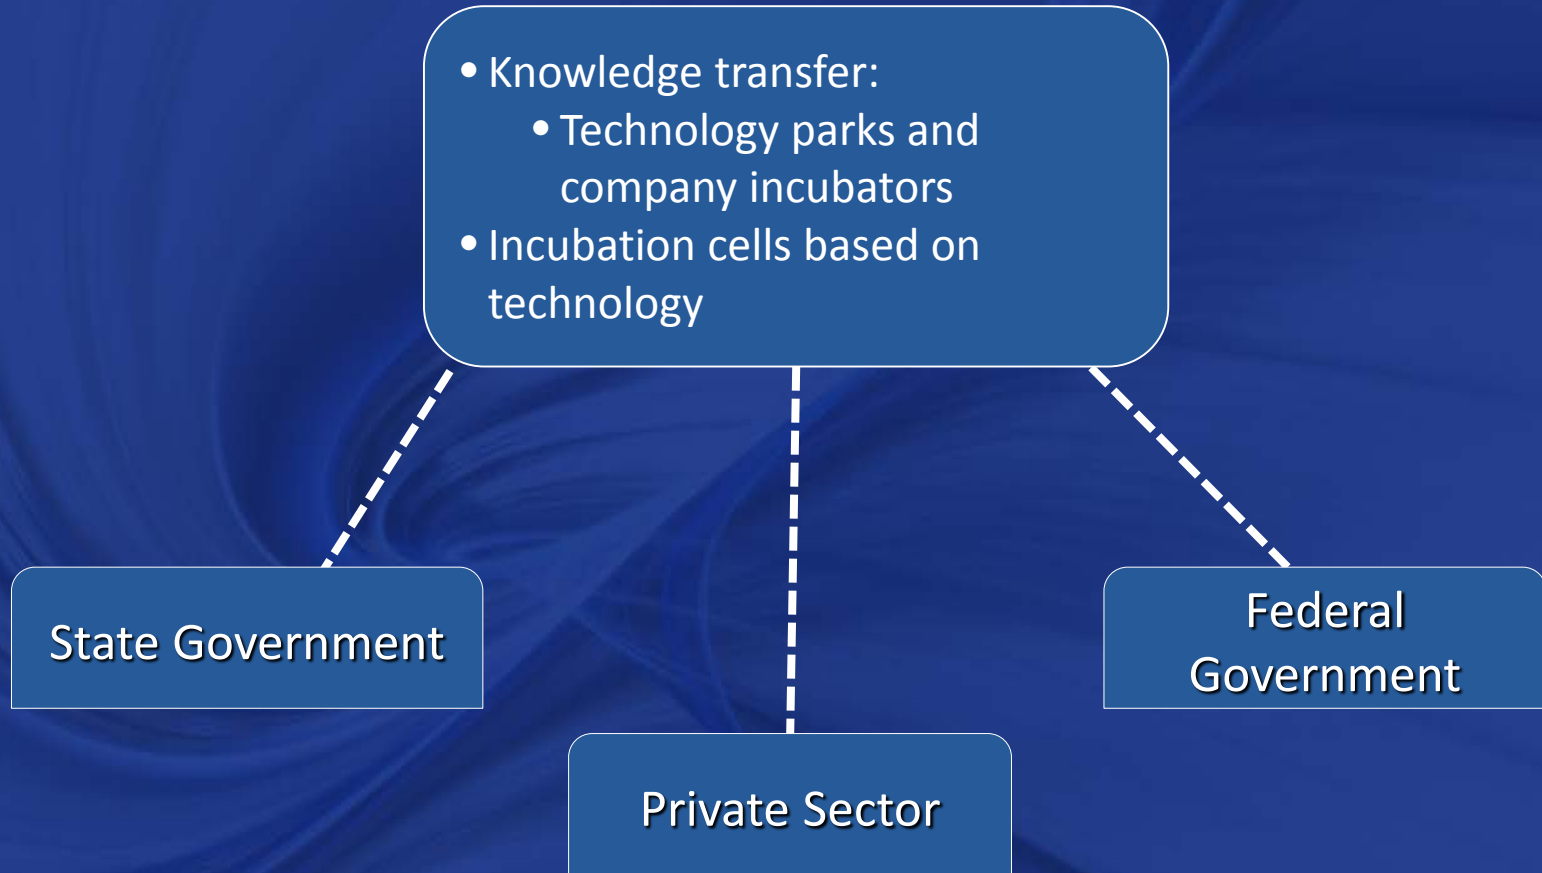 • Knowledge transfer:
• Technology parks and
company incubators
• Incubation cells based on
technology
State Government
Federal
Government
Private Sector